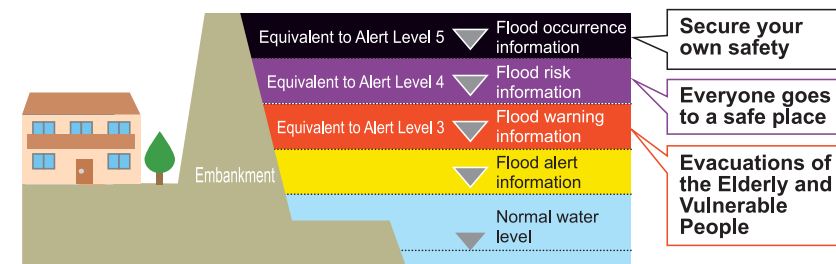 Equivalent to Alert Level 5
Flood occurrence
information
Secure your
own safety
Equivalent to Alert Level 4
Flood risk
information
Everyone goes
to a safe place
Equivalent to Alert Level 3
Flood warning
information
Evacuations of
the Elderly and
Vulnerable
People
Flood alert
information
Embankment
Normal water
level